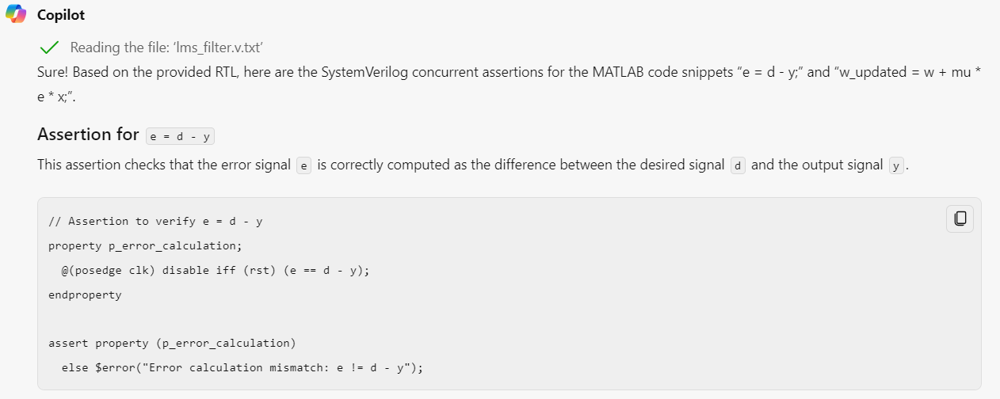 Copilot
Reading the file: 'lms_filter.v.txt'
Sure! Based on the provided RTL, here are the SystemVerilog concurrent assertions for the MATLAB code snippets “e = d - y;” and “w_updated = w + mu *
e * x;”.
Assertion for e = d - y
This assertion checks that the error signal e is correctly computed as the difference between the desired signal d and the output signal y.
// Assertion to verify e = d - y
property p_error_calculation;
  @(posedge clk) disable iff (rst) (e == d - y);
endproperty
assert property (p_error_calculation)
  else $error("Error calculation mismatch: e != d - y");